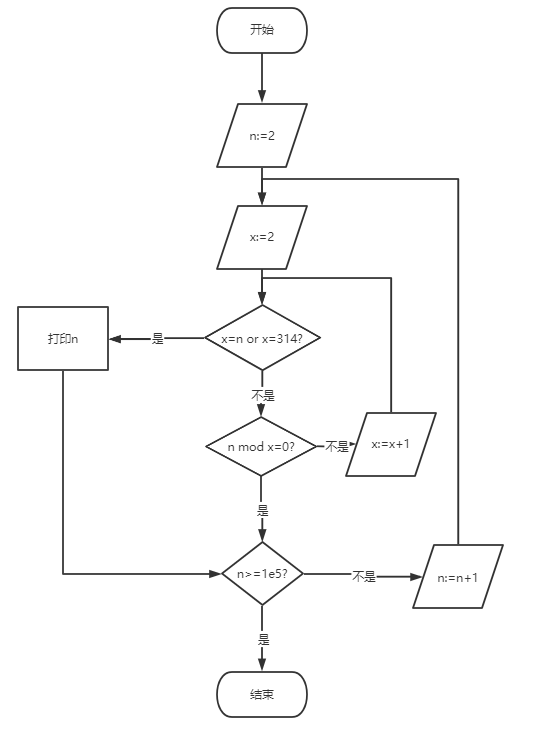 开始
n:=2
x:=2
x=n or x=314?
是
打印n
不是
n mod x=0?
不是
x:=x+1
是
n>=1e5?
不是
n:=n+1
是
结束